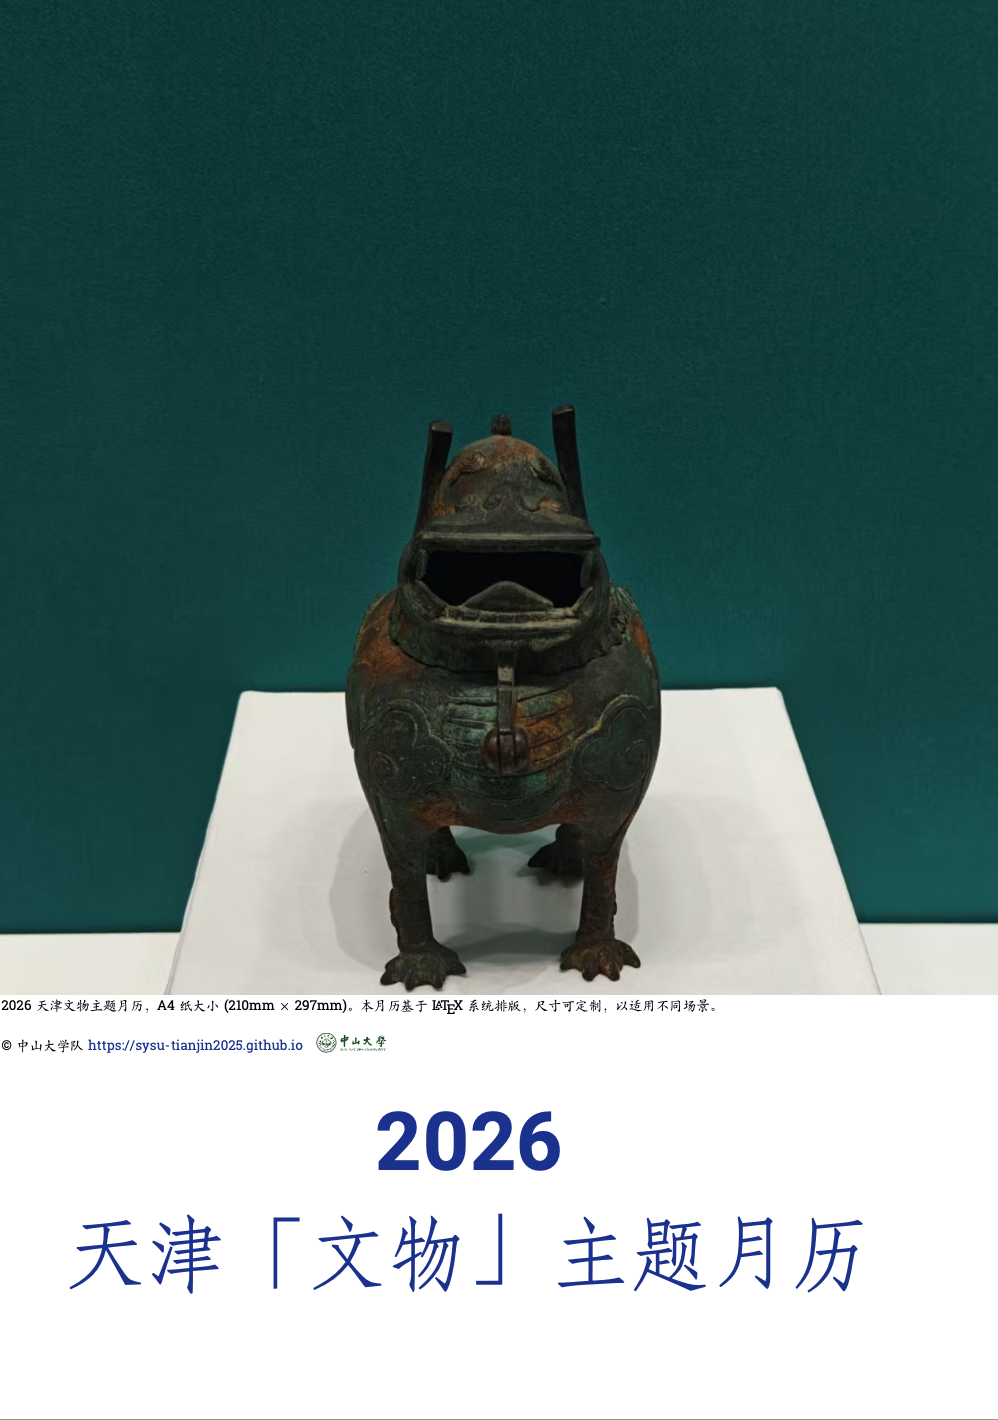 2026 天津文物主题月历，A4 纸大小 (210mm × 297mm)。本月历基于 LATEX 系统排版，尺寸可定制，以适用不同场景。
© 中山大学队 https://sysu-tianjin2025.github.io 中山大學
2026
天津「文物」主题月历